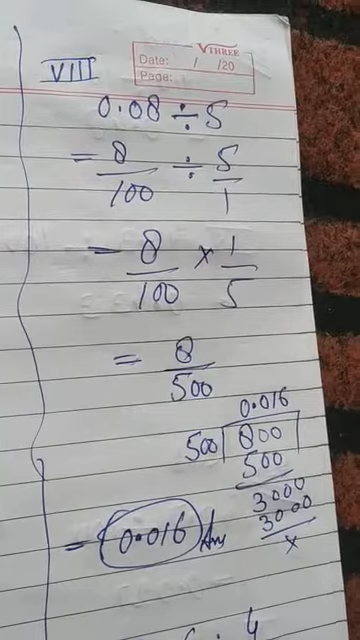 VTHREE
Date: / /20
Page:
VIII
0.08 ÷ 5
= 8/100 ÷ 5/1
= 8/100 × 1/5
= 8/500
0.016
500 800
500
3000
3000
×
= 0.016 Ans
4